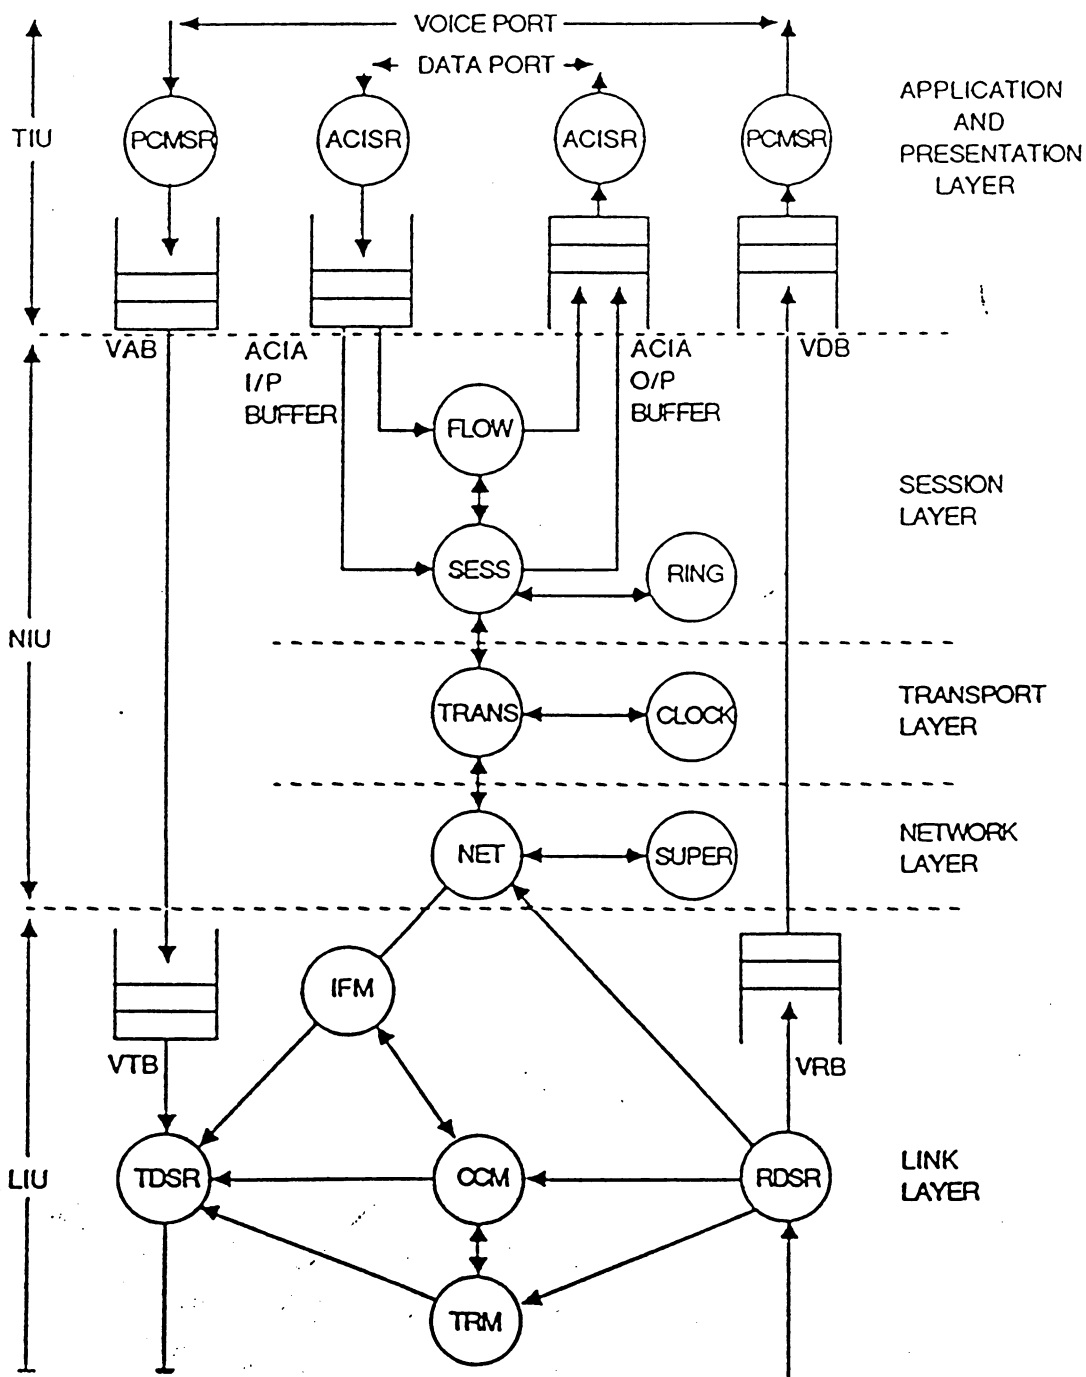 VOICE PORT
DATA PORT
TIU
PCMSR
ACISR
ACISR
PCMSR
APPLICATION
AND
PRESENTATION
LAYER
VAB
ACIA
I/P
BUFFER
ACIA
O/P
BUFFER
VDB
FLOW
SESSION
LAYER
SESS
RING
NIU
TRANS
CLOCK
TRANSPORT
LAYER
NET
SUPER
NETWORK
LAYER
IFM
VTB
VRB
LIU
TDSR
CCM
RDSR
LINK
LAYER
TRM